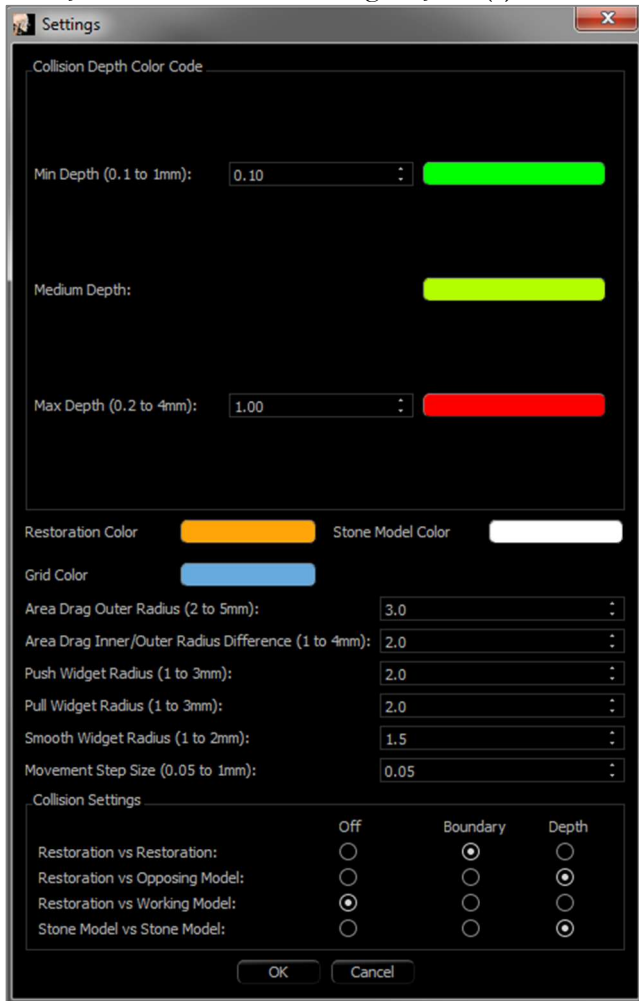 Settings
Collision Depth Color Code
Min Depth (0.1 to 1mm): 0.10
Medium Depth:
Max Depth (0.2 to 4mm): 1.00
Restoration Color Stone Model Color
Grid Color
Area Drag Outer Radius (2 to 5mm): 3.0
Area Drag Inner/Outer Radius Difference (1 to 4mm): 2.0
Push Widget Radius (1 to 3mm): 2.0
Pull Widget Radius (1 to 3mm): 2.0
Smooth Widget Radius (1 to 2mm): 1.5
Movement Step Size (0.05 to 1mm): 0.05
Collision Settings
Off Boundary Depth
Restoration vs Restoration:
Restoration vs Opposing Model:
Restoration vs Working Model:
Stone Model vs Stone Model:
OK Cancel